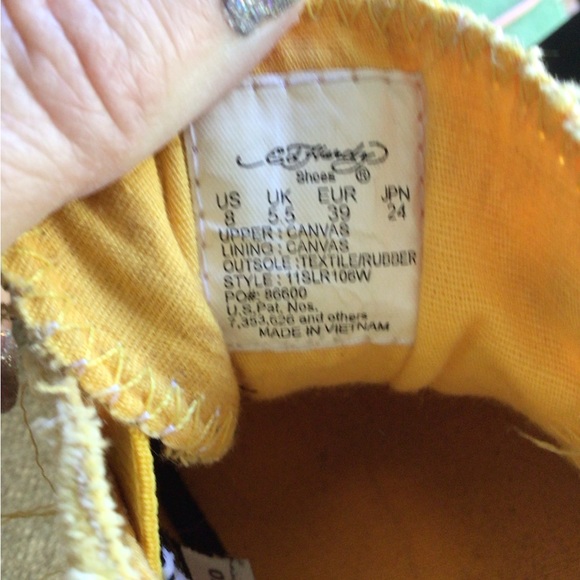 Ed Hardy
Shoes ®
US UK EUR JPN
8 5.5 39 24
UPPER : CANVAS
LINING : CANVAS
OUTSOLE : TEXTILE/RUBBER
STYLE : 11SLR106W
PO#: 86600
U.S.Pat. Nos.
7,353,626 and others
MADE IN VIETNAM